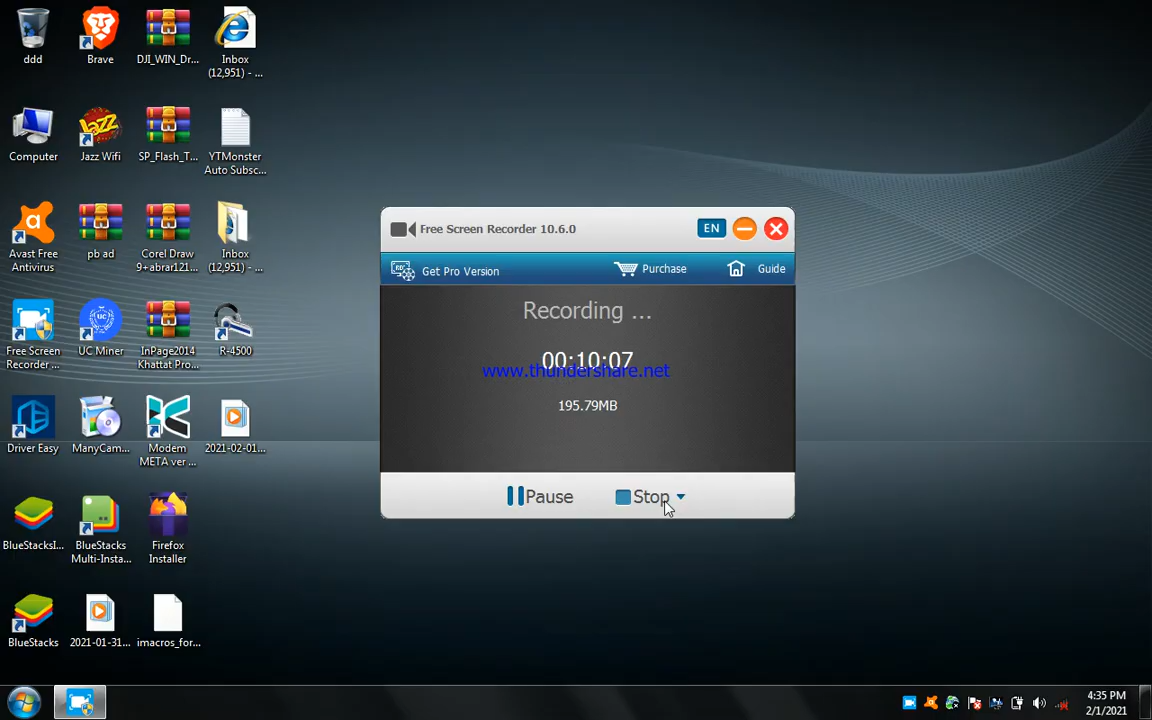 ddd
Brave
DJI_WIN_Dr...
Inbox
(12,951) - ...
Computer
Jazz Wifi
SP_Flash_T...
YTMonster
Auto Subsc...
Avast Free
Antivirus
pb ad
Corel Draw
9+abrar121...
Inbox
(12,951) - ...
Free Screen
Recorder ...
UC Miner
InPage2014
Khattat Pro...
R-4500
Driver Easy
ManyCam...
Modem
META ver ...
2021-02-01...
BlueStacksI...
BlueStacks
Multi-Insta...
Firefox
Installer
BlueStacks
2021-01-31...
imacros_for...
Free Screen Recorder 10.6.0
EN
Get Pro Version
Purchase
Guide
Recording ...
00:10:07
www.thundershare.net
195.79MB
Pause
Stop
4:35 PM
2/1/2021